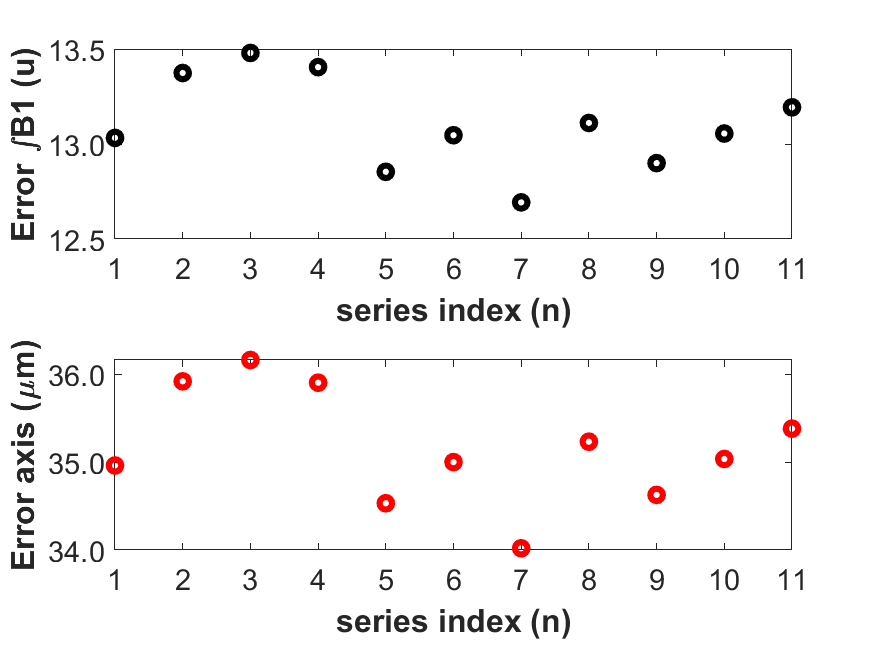 Error ∫B1 (u)
13.5
13.0
12.5
1 2 3 4 5 6 7 8 9 10 11
series index (n)
Error axis (μm)
36.0
35.0
34.0
1 2 3 4 5 6 7 8 9 10 11
series index (n)